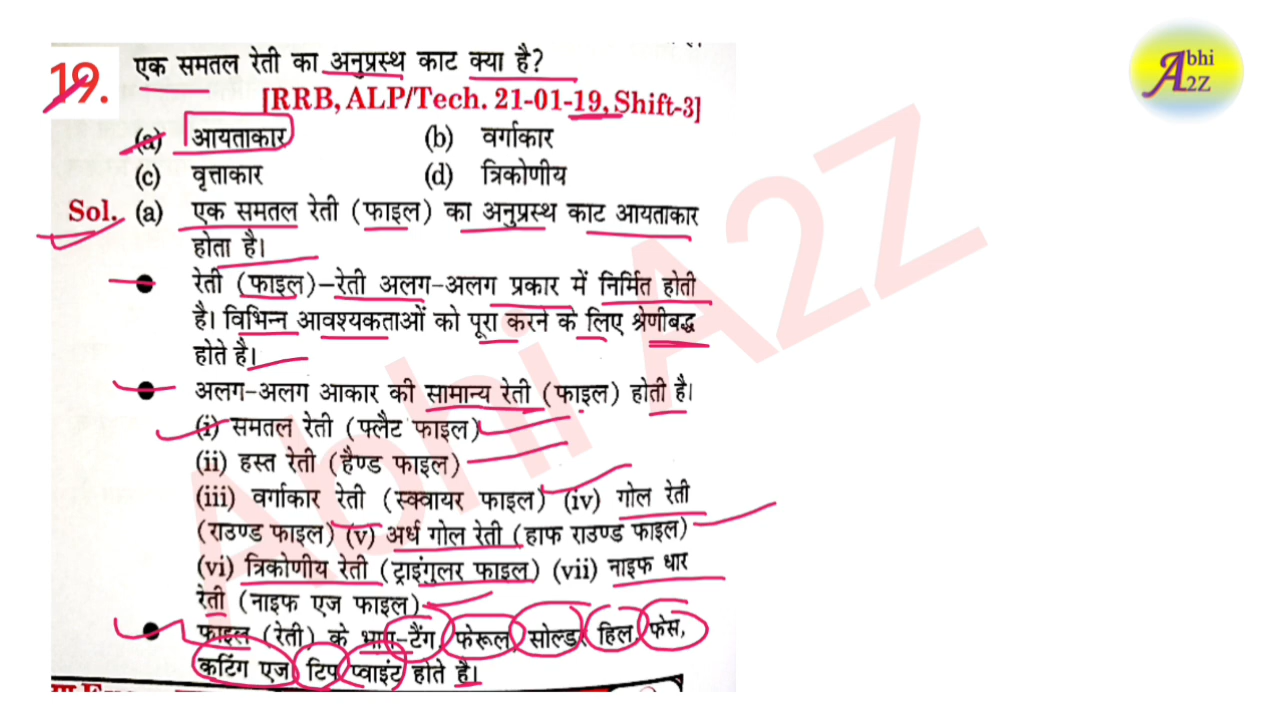 19. एक समतल रेती का अनुप्रस्थ काट क्या है?
[RRB, ALP/Tech. 21-01-19, Shift-3]
(a) आयताकार (b) वर्गाकार
(c) वृत्ताकार (d) त्रिकोणीय
Sol. (a) एक समतल रेती (फाइल) का अनुप्रस्थ काट आयताकार
होता है।
● रेती (फाइल)–रेती अलग-अलग प्रकार में निर्मित होती
है। विभिन्न आवश्यकताओं को पूरा करने के लिए श्रेणीबद्ध
होते है।
● अलग-अलग आकार की सामान्य रेती (फाइल) होती है।
(i) समतल रेती (फ्लैट फाइल)
(ii) हस्त रेती (हैण्ड फाइल)
(iii) वर्गाकार रेती (स्क्वायर फाइल) (iv) गोल रेती
(राउण्ड फाइल) (v) अर्ध गोल रेती (हाफ राउण्ड फाइल)
(vi) त्रिकोणीय रेती (ट्राइंगुलर फाइल) (vii) नाइफ धार
रेती (नाइफ एज फाइल)
● फाइल (रेती) के भाग-टैंग, फेरूल, सोल्डर, हिल, फेस,
कटिंग एज, टिप, प्वाइंट होते है।
Abhi A2Z
Abhi A2Z